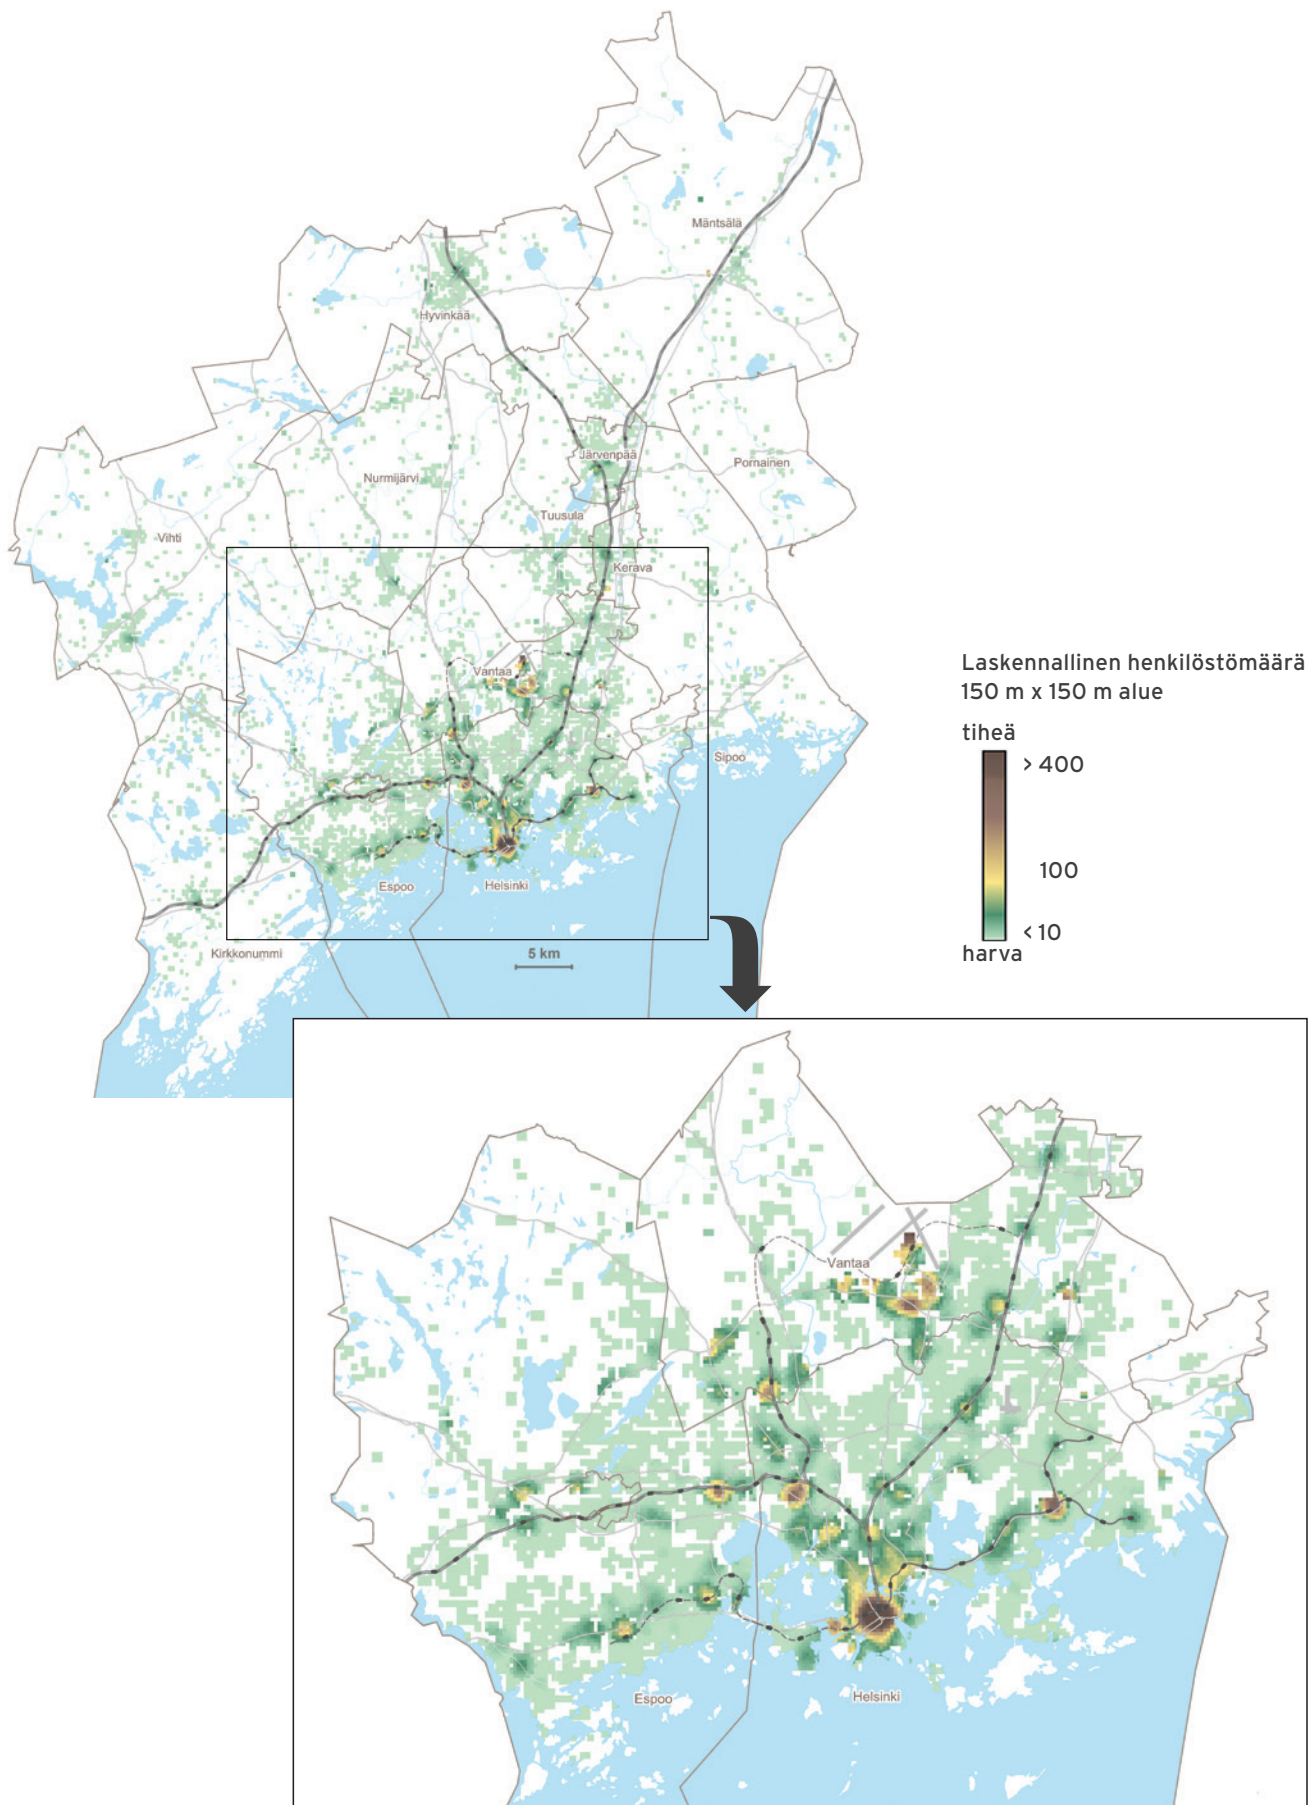 Mäntsälä
Hyvinkää
Järvenpää
Pornainen
Nurmijärvi
Tuusula
Vihti
Kerava
Vantaa
Sipoo
Espoo
Helsinki
Kirkkonummi
5 km
Laskennallinen henkilöstömäärä
150 m x 150 m alue
tiheä
> 400
100
< 10
harva
Vantaa
Espoo
Helsinki